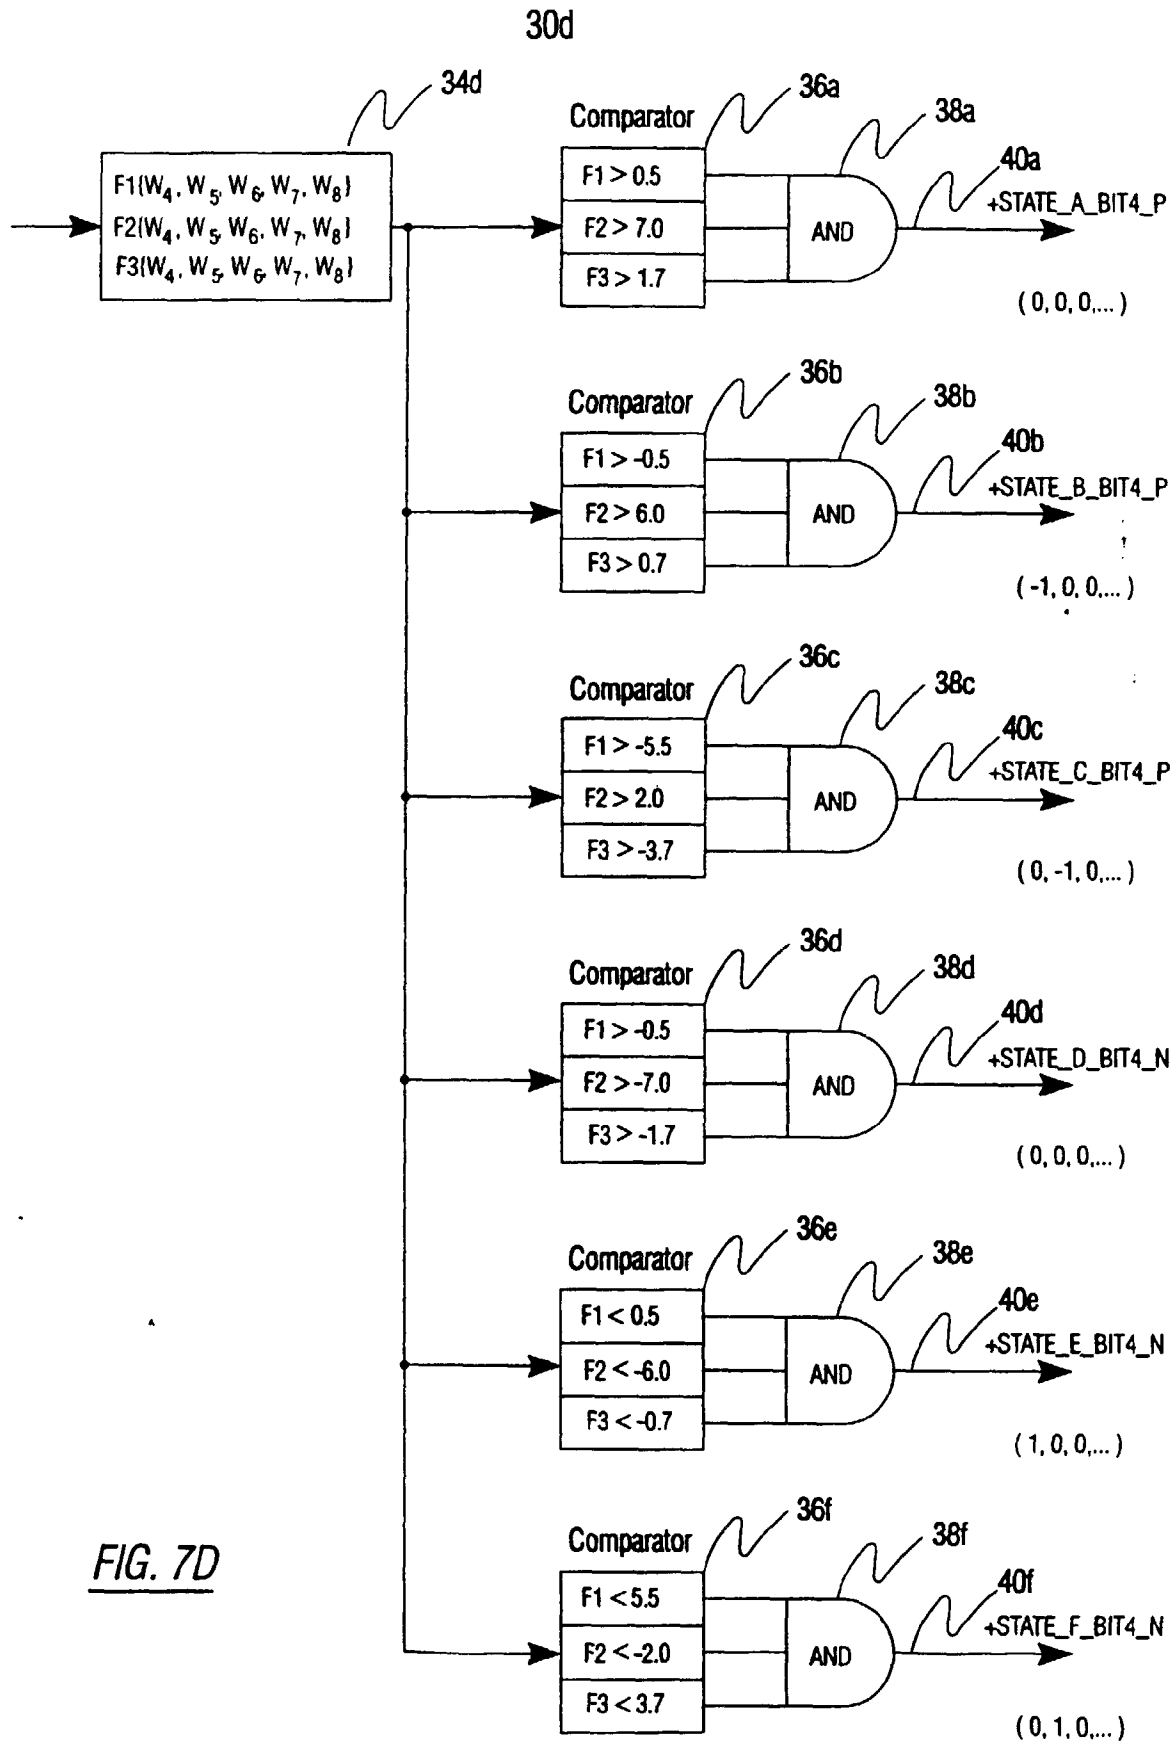 30d
34d
F1{W4, W5, W6, W7, W8}
F2{W4, W5, W6, W7, W8}
F3{W4, W5, W6, W7, W8}
36a
Comparator
38a
F1 > 0.5
F2 > 7.0
F3 > 1.7
AND
40a
+STATE_A_BIT4_P
( 0, 0, 0,... )
36b
Comparator
38b
F1 > -0.5
F2 > 6.0
F3 > 0.7
AND
40b
+STATE_B_BIT4_P
( -1, 0, 0,... )
36c
Comparator
38c
F1 > -5.5
F2 > 2.0
F3 > -3.7
AND
40c
+STATE_C_BIT4_P
( 0, -1, 0,... )
36d
Comparator
38d
F1 > -0.5
F2 > -7.0
F3 > -1.7
AND
40d
+STATE_D_BIT4_N
( 0, 0, 0,... )
36e
Comparator
38e
F1 < 0.5
F2 < -6.0
F3 < -0.7
AND
40e
+STATE_E_BIT4_N
( 1, 0, 0,... )
36f
Comparator
38f
F1 < 5.5
F2 < -2.0
F3 < 3.7
AND
40f
+STATE_F_BIT4_N
( 0, 1, 0,... )
FIG. 7D